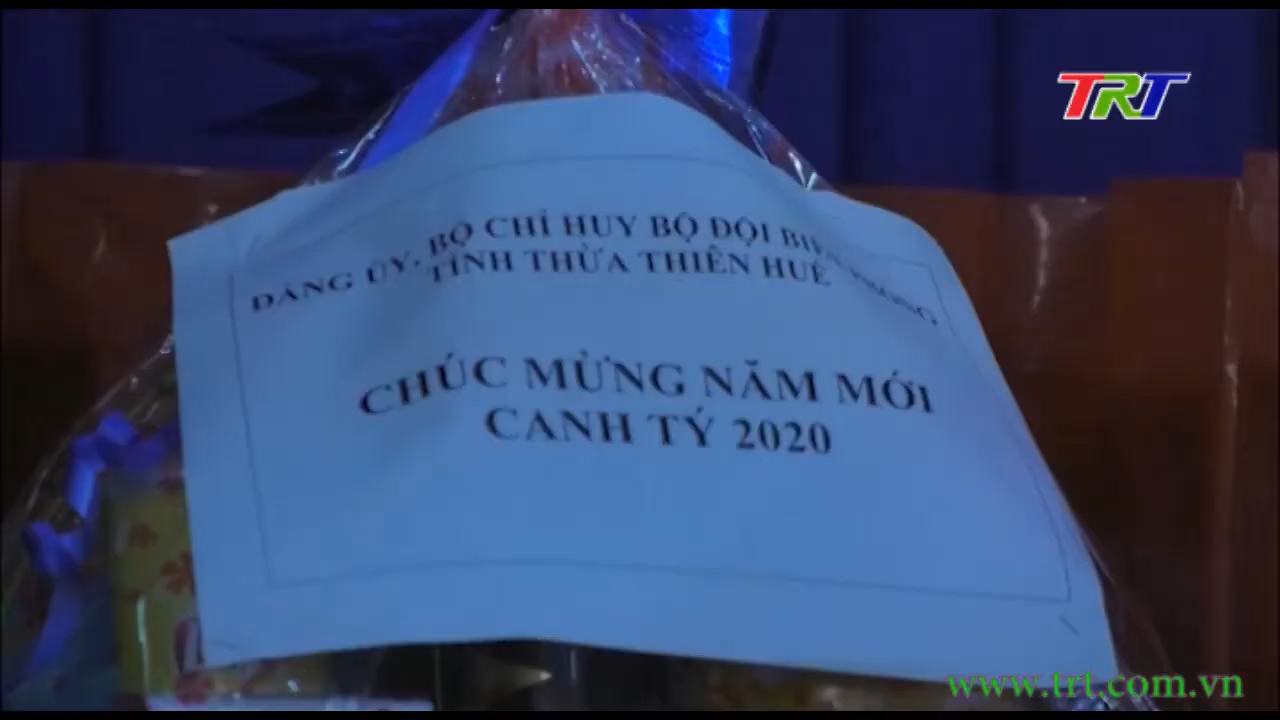 TRT
ĐẢNG ỦY, BỘ CHỈ HUY BỘ ĐỘI BIÊN PHÒNG
TỈNH THỪA THIÊN HUẾ
CHÚC MỪNG NĂM MỚI
CANH TÝ 2020
www.trt.com.vn